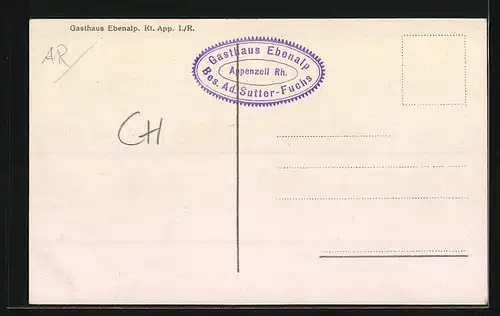 Gasthaus Ebenalp. Kt. App. I./R.
AR
Gasthaus Ebenalp
Appenzell Rh.
Bes. Ad. Sutter-Fuchs
CH